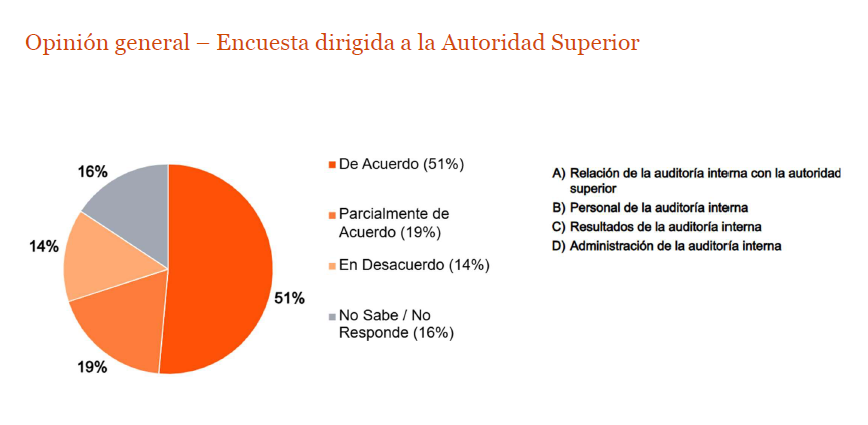 Opinión general – Encuesta dirigida a la Autoridad Superior
16%
14%
19%
51%
De Acuerdo (51%)
Parcialmente de
Acuerdo (19%)
En Desacuerdo (14%)
No Sabe / No
Responde (16%)
A) Relación de la auditoría interna con la autoridad
superior
B) Personal de la auditoría interna
C) Resultados de la auditoría interna
D) Administración de la auditoría interna